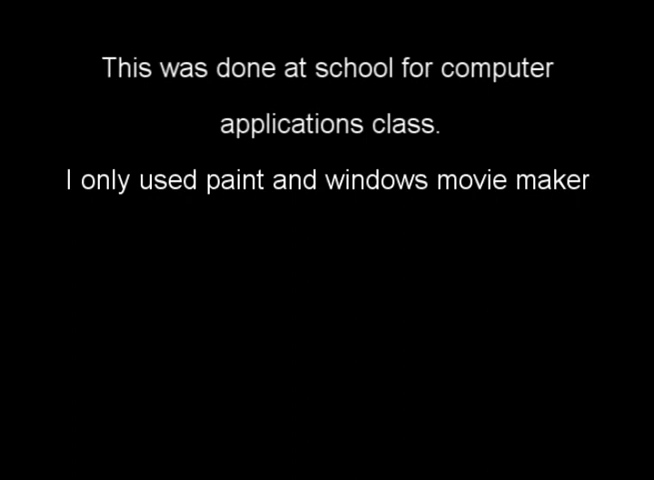 This was done at school for computer
applications class.
I only used paint and windows movie maker